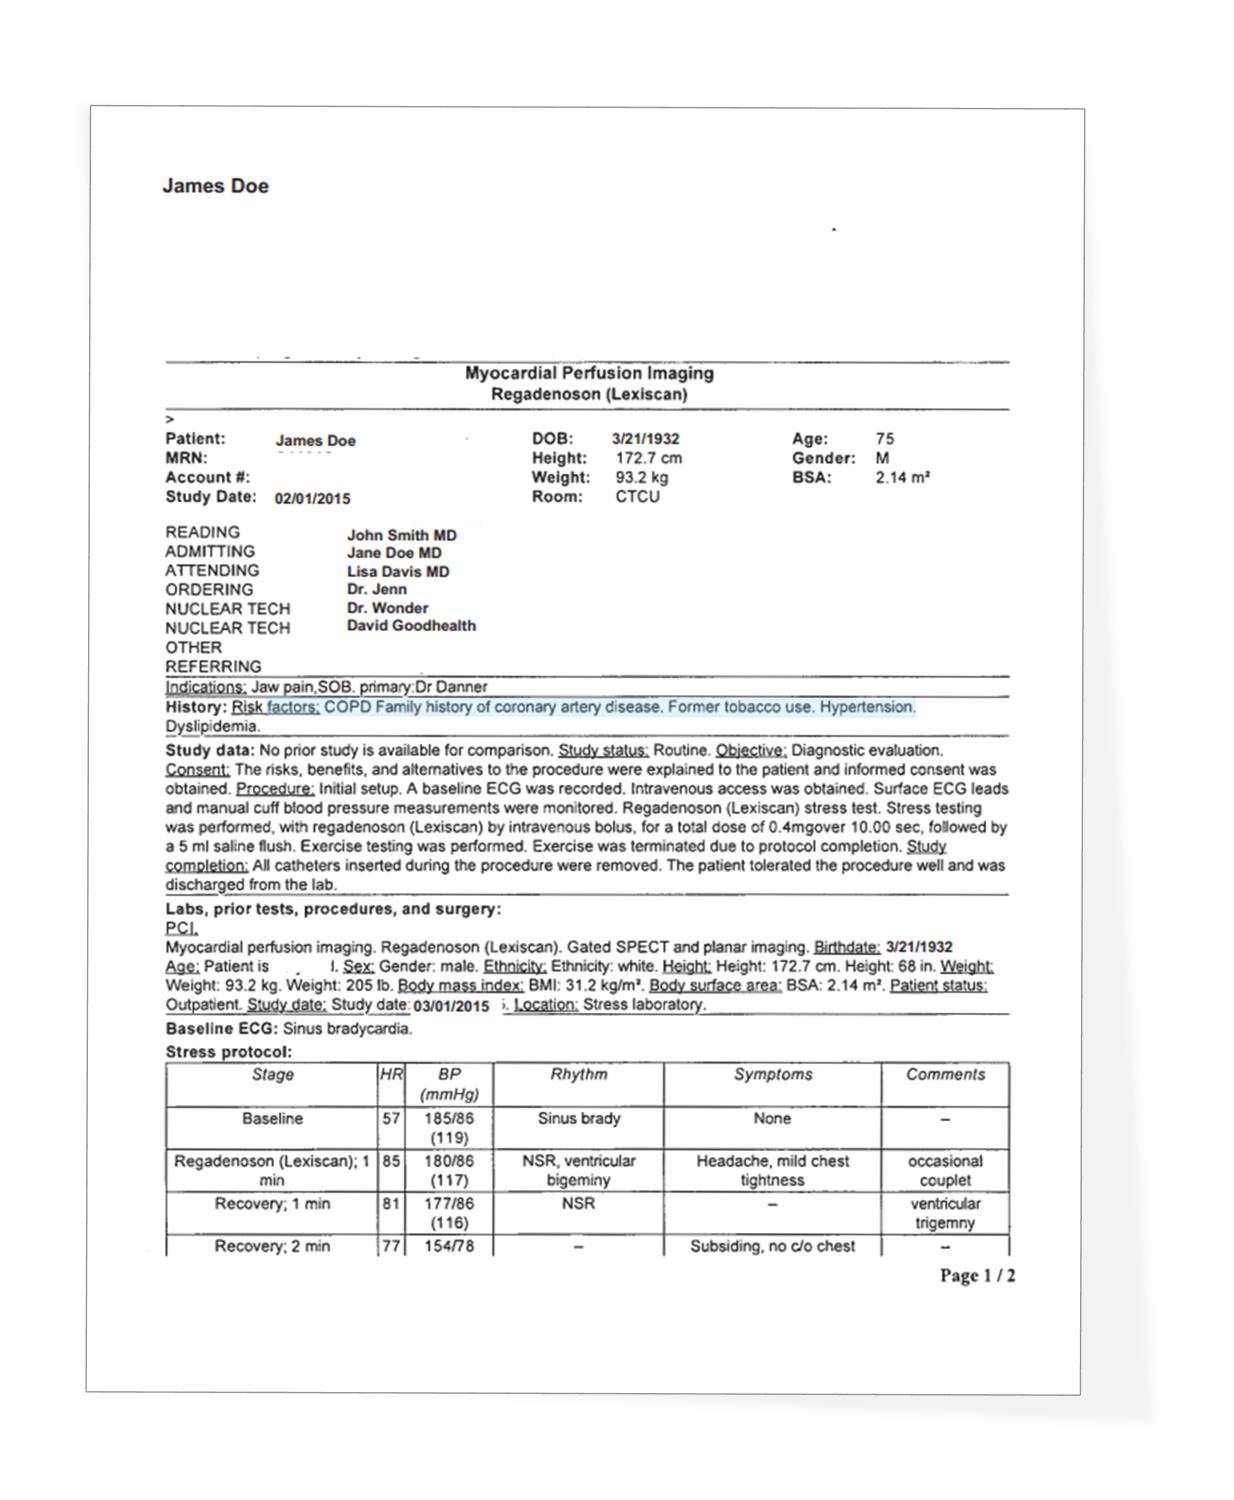 James Doe
Myocardial Perfusion Imaging
Regadenoson (Lexiscan)
>
Patient: James Doe DOB: 3/21/1932 Age: 75
MRN: Height: 172.7 cm Gender: M
Account #: Weight: 93.2 kg BSA: 2.14 m²
Study Date: 02/01/2015 Room: CTCU
READING John Smith MD
ADMITTING Jane Doe MD
ATTENDING Lisa Davis MD
ORDERING Dr. Jenn
NUCLEAR TECH Dr. Wonder
NUCLEAR TECH David Goodhealth
OTHER
REFERRING
Indications: Jaw pain,SOB. primary:Dr Danner
History: Risk factors: COPD Family history of coronary artery disease. Former tobacco use. Hypertension.
Dyslipidemia.
Study data: No prior study is available for comparison. Study status: Routine. Objective: Diagnostic evaluation.
Consent: The risks, benefits, and alternatives to the procedure were explained to the patient and informed consent was
obtained. Procedure: Initial setup. A baseline ECG was recorded. Intravenous access was obtained. Surface ECG leads
and manual cuff blood pressure measurements were monitored. Regadenoson (Lexiscan) stress test. Stress testing
was performed, with regadenoson (Lexiscan) by intravenous bolus, for a total dose of 0.4mgover 10.00 sec, followed by
a 5 ml saline flush. Exercise testing was performed. Exercise was terminated due to protocol completion. Study
completion: All catheters inserted during the procedure were removed. The patient tolerated the procedure well and was
discharged from the lab.
Labs, prior tests, procedures, and surgery:
PCI.
Myocardial perfusion imaging. Regadenoson (Lexiscan). Gated SPECT and planar imaging. Birthdate: 3/21/1932
Age: Patient is Sex: Gender: male. Ethnicity: Ethnicity: white. Height: Height: 172.7 cm. Height: 68 in. Weight:
Weight: 93.2 kg. Weight: 205 lb. Body mass index: BMI: 31.2 kg/m². Body surface area: BSA: 2.14 m². Patient status:
Outpatient. Study date: Study date: 03/01/2015 Location: Stress laboratory.
Baseline ECG: Sinus bradycardia.
Stress protocol:
Stage HR BP Rhythm Symptoms Comments
(mmHg)
Baseline 57 185/86 Sinus brady None –
(119)
Regadenoson (Lexiscan); 1 85 180/86 NSR, ventricular Headache, mild chest occasional
min (117) bigeminy tightness couplet
Recovery; 1 min 81 177/86 NSR – ventricular
(116) trigemny
Recovery; 2 min 77 154/78 – Subsiding, no c/o chest –
Page 1 / 2